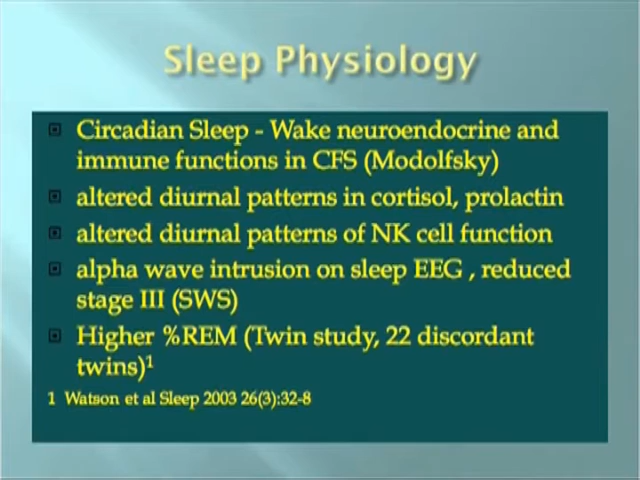 Sleep Physiology
Circadian Sleep - Wake neuroendocrine and
immune functions in CFS (Modolfsky)
altered diurnal patterns in cortisol, prolactin
altered diurnal patterns of NK cell function
alpha wave intrusion on sleep EEG , reduced
stage III (SWS)
Higher %REM (Twin study, 22 discordant
twins)¹
1 Watson et al Sleep 2003 26(3):32-8